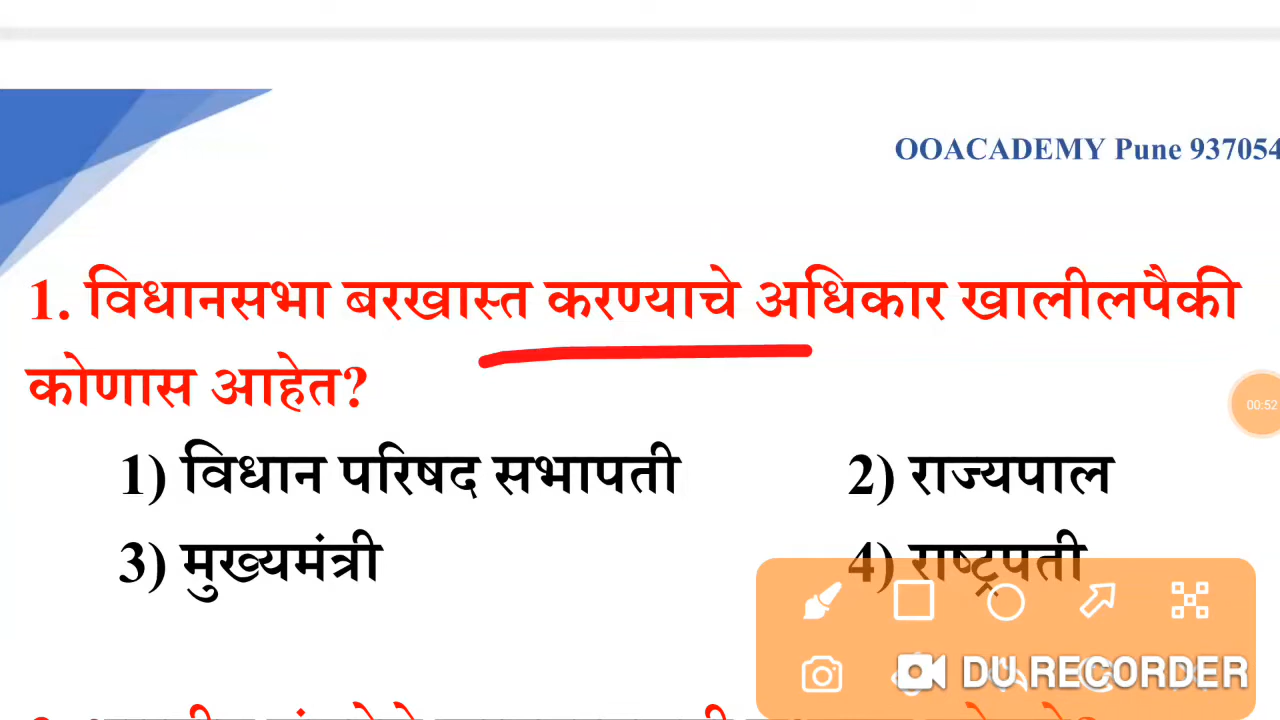 OOACADEMY Pune 937054
1. विधानसभा बरखास्त करण्याचे अधिकार खालीलपैकी
कोणास आहेत?
00:52
1) विधान परिषद सभापती 2) राज्यपाल
3) मुख्यमंत्री 4) राष्ट्रपती
DU RECORDER